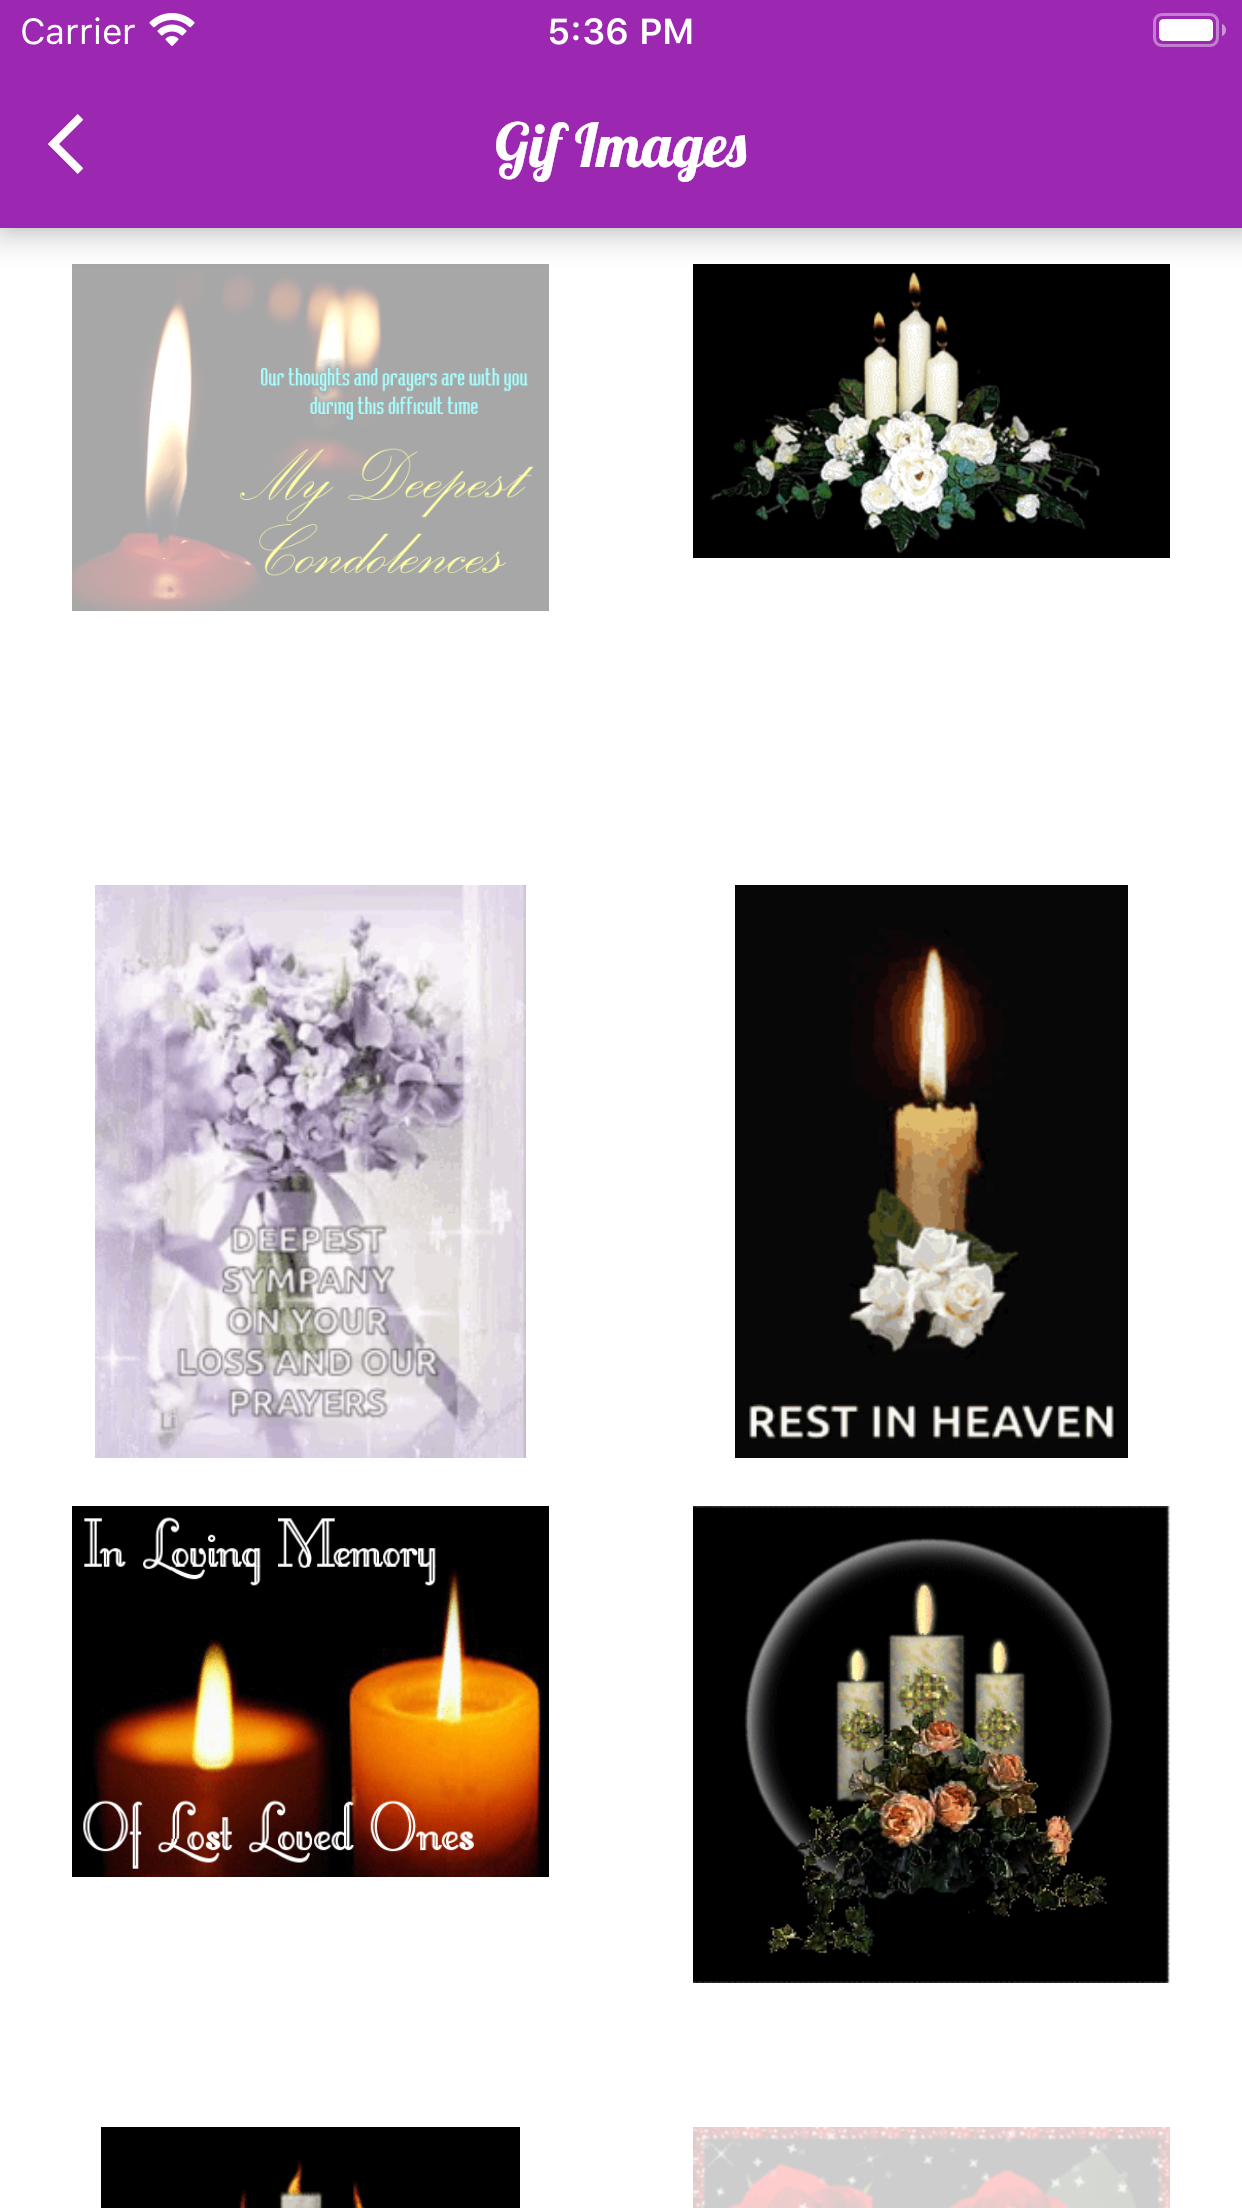 Carrier
5:36 PM
Gif Images
Our thoughts and prayers are with you
during this difficult time
My Deepest
Condolences
DEEPEST
SYMPANY
ON YOUR
LOSS AND OUR
PRAYERS
REST IN HEAVEN
In Loving Memory
Of Lost Loved Ones